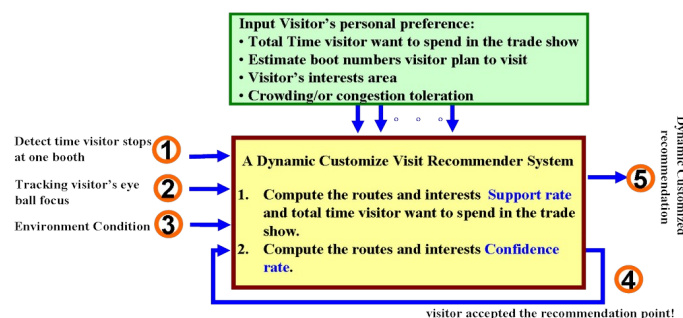 Input Visitor's personal preference:
• Total Time visitor want to spend in the trade show
• Estimate boot numbers visitor plan to visit
• Visitor's interests area
• Crowding/or congestion toleration
Detect time visitor stops
at one booth
1
Tracking visitor's eye
ball focus
2
Environment Condition
3
A Dynamic Customize Visit Recommender System
1. Compute the routes and interests Support rate
and total time visitor want to spend in the trade
show.
2. Compute the routes and interests Confidence
rate.
5
Dynamic Customized
recommendation
4
visitor accepted the recommendation point!